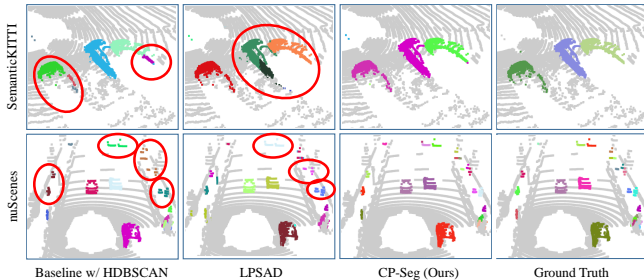 SemanticKITTI
nuScenes
Baseline w/ HDBSCAN LPSAD CP-Seg (Ours) Ground Truth